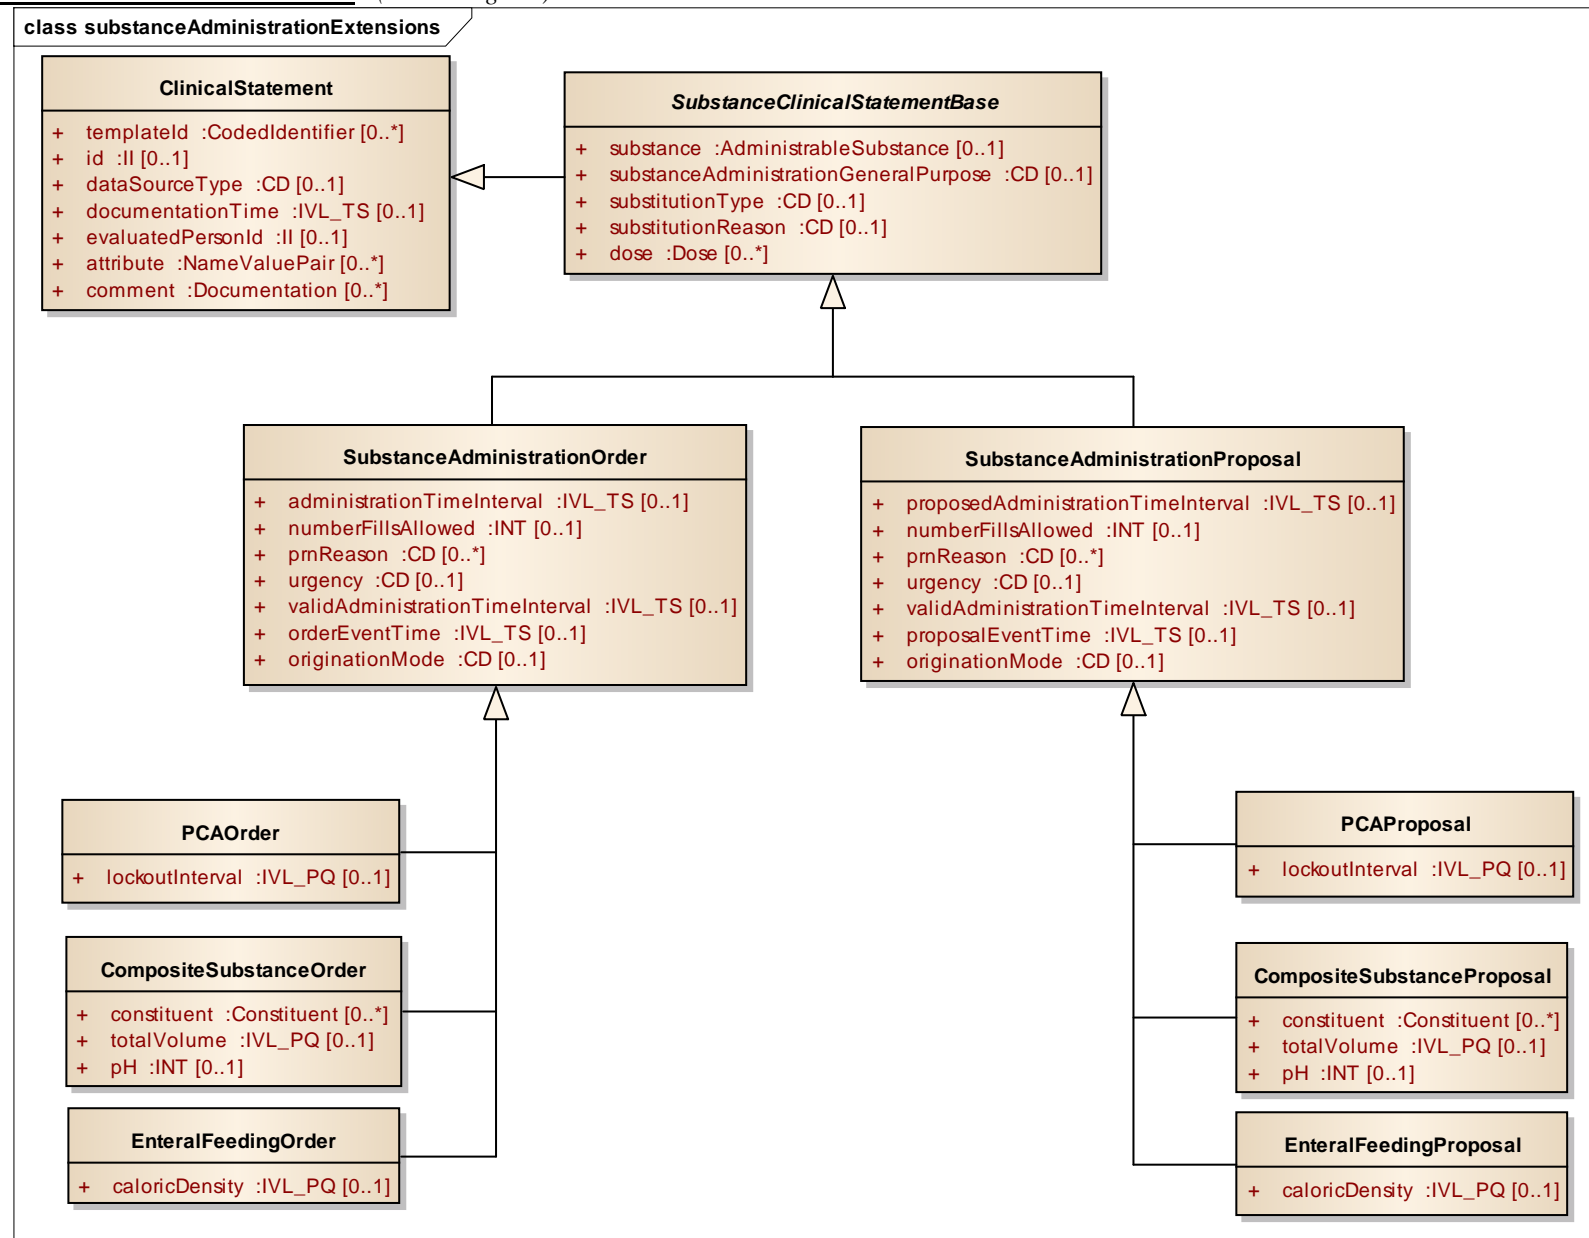 class substanceAdministrationExtensions
ClinicalStatement
+ templateId :CodedIdentifier [0..*]
+ id :II [0..1]
+ dataSourceType :CD [0..1]
+ documentationTime :IVL_TS [0..1]
+ evaluatedPersonId :II [0..1]
+ attribute :NameValuePair [0..*]
+ comment :Documentation [0..*]
SubstanceClinicalStatementBase
+ substance :AdministrableSubstance [0..1]
+ substanceAdministrationGeneralPurpose :CD [0..1]
+ substitutionType :CD [0..1]
+ substitutionReason :CD [0..1]
+ dose :Dose [0..*]
SubstanceAdministrationOrder
+ administrationTimeInterval :IVL_TS [0..1]
+ numberFillsAllowed :INT [0..1]
+ prnReason :CD [0..*]
+ urgency :CD [0..1]
+ validAdministrationTimeInterval :IVL_TS [0..1]
+ orderEventTime :IVL_TS [0..1]
+ originationMode :CD [0..1]
SubstanceAdministrationProposal
+ proposedAdministrationTimeInterval :IVL_TS [0..1]
+ numberFillsAllowed :INT [0..1]
+ prnReason :CD [0..*]
+ urgency :CD [0..1]
+ validAdministrationTimeInterval :IVL_TS [0..1]
+ proposalEventTime :IVL_TS [0..1]
+ originationMode :CD [0..1]
PCAOrder
+ lockoutInterval :IVL_PQ [0..1]
CompositeSubstanceOrder
+ constituent :Constituent [0..*]
+ totalVolume :IVL_PQ [0..1]
+ pH :INT [0..1]
EnteralFeedingOrder
+ caloricDensity :IVL_PQ [0..1]
PCAProposal
+ lockoutInterval :IVL_PQ [0..1]
CompositeSubstanceProposal
+ constituent :Constituent [0..*]
+ totalVolume :IVL_PQ [0..1]
+ pH :INT [0..1]
EnteralFeedingProposal
+ caloricDensity :IVL_PQ [0..1]